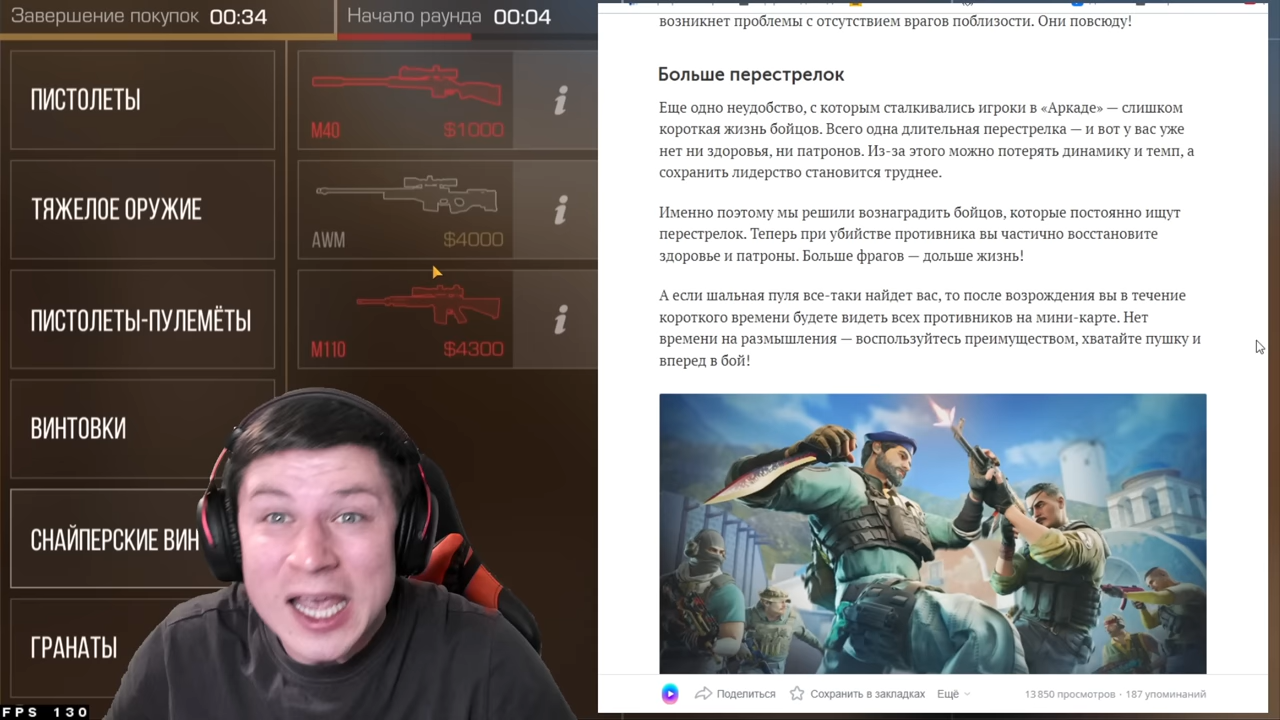 Завершение покупок 00:34
Начало раунда 00:04
ПИСТОЛЕТЫ
ТЯЖЕЛОЕ ОРУЖИЕ
ПИСТОЛЕТЫ-ПУЛЕМЁТЫ
ВИНТОВКИ
СНАЙПЕРСКИЕ ВИН
ГРАНАТЫ
M40 $1000
i
AWM $4000
i
M110 $4300
i
FPS 130
возникнет проблемы с отсутствием врагов поблизости. Они повсюду!
Больше перестрелок
Еще одно неудобство, с которым сталкивались игроки в «Аркаде» — слишком
короткая жизнь бойцов. Всего одна длительная перестрелка — и вот у вас уже
нет ни здоровья, ни патронов. Из-за этого можно потерять динамику и темп, а
сохранить лидерство становится труднее.
Именно поэтому мы решили вознаградить бойцов, которые постоянно ищут
перестрелок. Теперь при убийстве противника вы частично восстановите
здоровье и патроны. Больше фрагов — дольше жизнь!
А если шальная пуля все-таки найдет вас, то после возрождения вы в течение
короткого времени будете видеть всех противников на мини-карте. Нет
времени на размышления — воспользуйтесь преимуществом, хватайте пушку и
вперед в бой!
Поделиться Сохранить в закладках Ещё 13 850 просмотров · 187 упоминаний